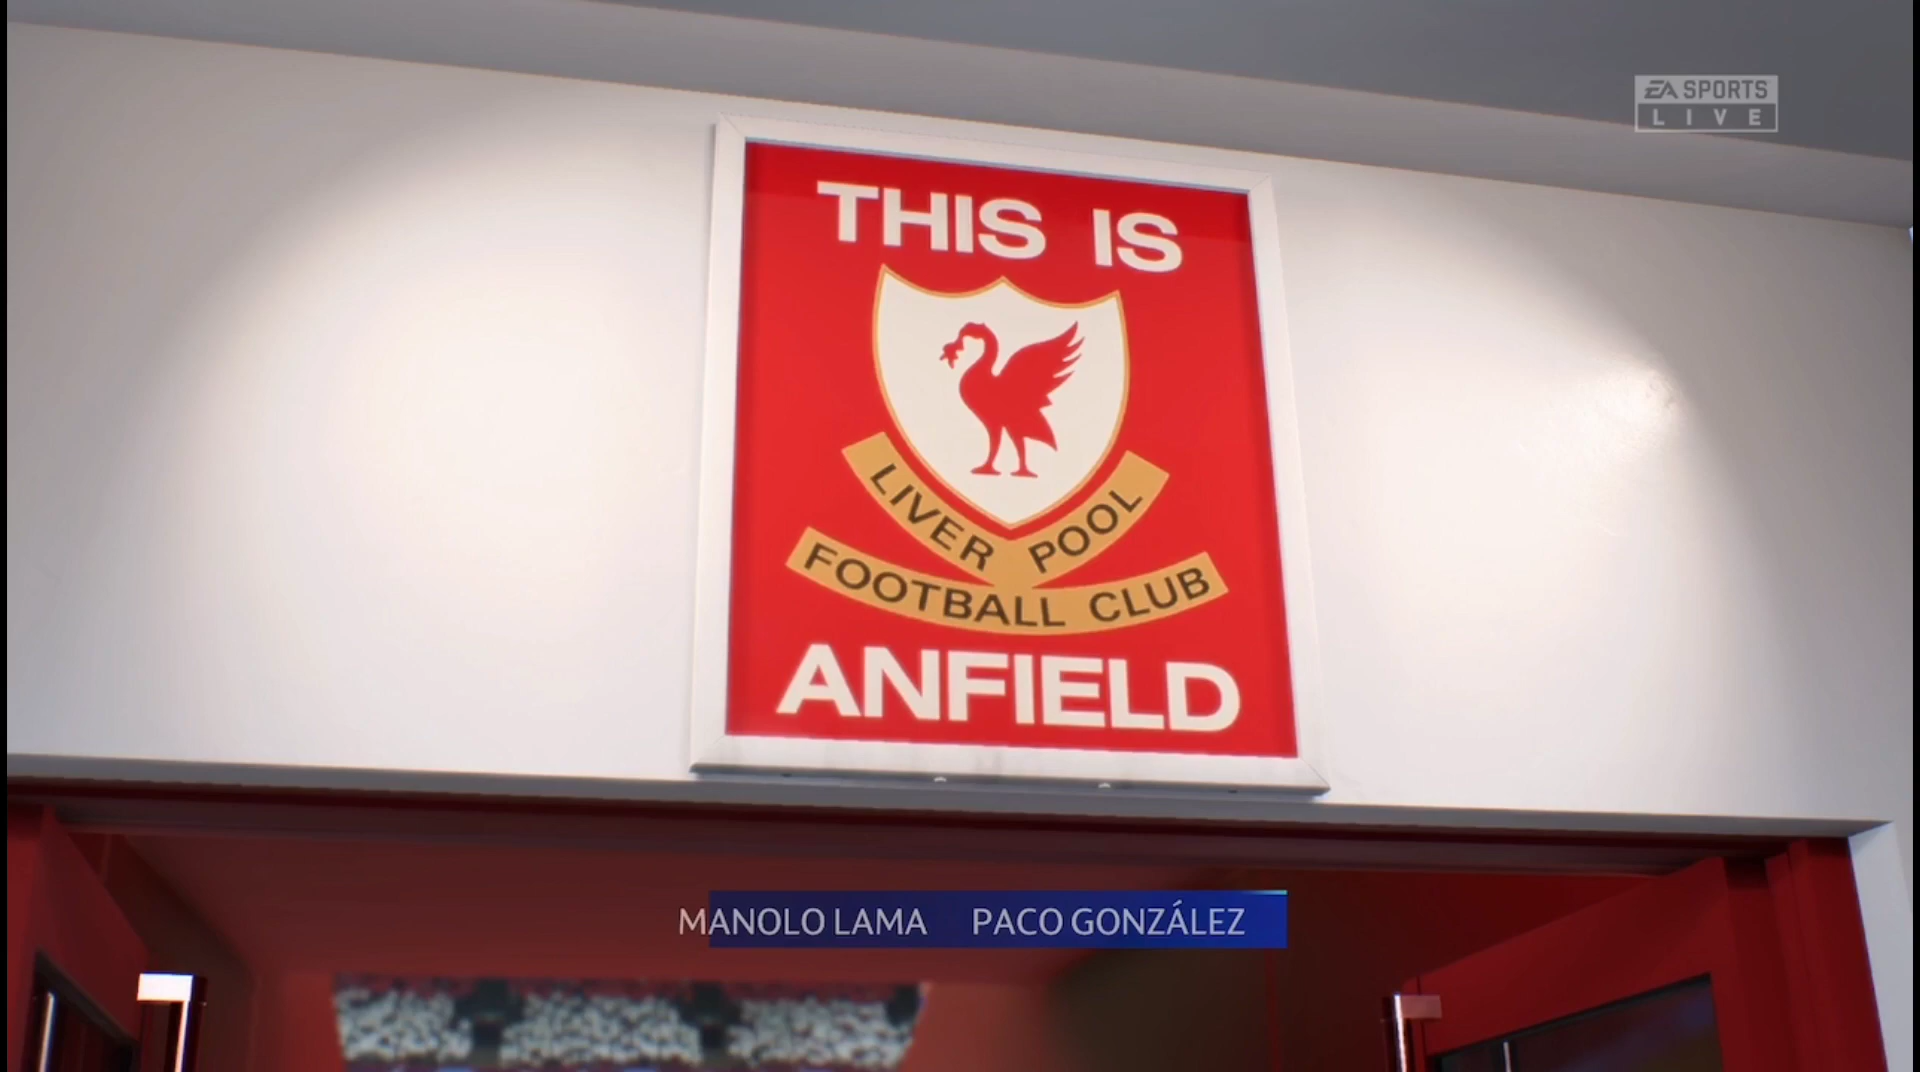 EA SPORTS
LIVE
THIS IS
LIVER POOL
FOOTBALL CLUB
ANFIELD
MANOLO LAMA PACO GONZÁLEZ